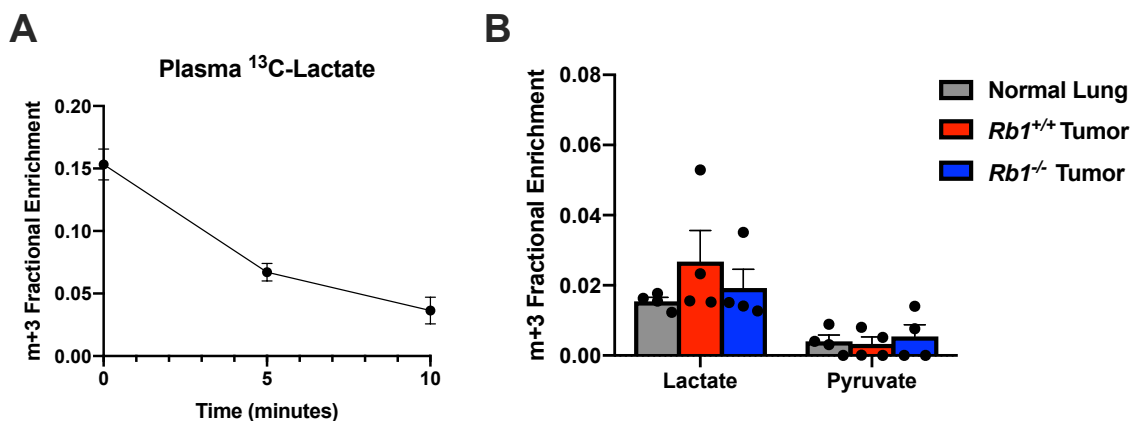 A
Plasma ¹³C-Lactate
m+3 Fractional Enrichment
0.20
0.15
0.10
0.05
0.00
0 5 10
Time (minutes)
B
m+3 Fractional Enrichment
0.08
0.06
0.04
0.02
0.00
Lactate Pyruvate
Normal Lung
Rb1⁺/⁺ Tumor
Rb1⁻/⁻ Tumor